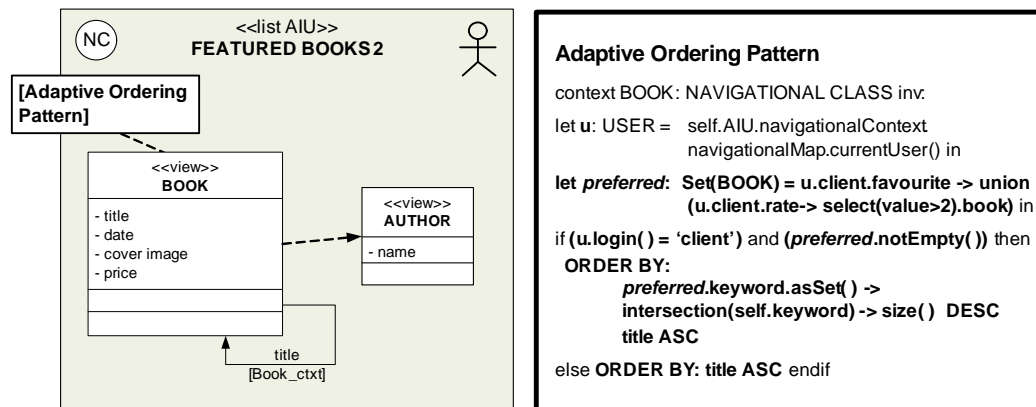 NC
<<list AIU>>
FEATURED BOOKS 2
[Adaptive Ordering
Pattern]
<<view>>
BOOK
- title
- date
- cover image
- price
<<view>>
AUTHOR
- name
title
[Book_ctxt]
Adaptive Ordering Pattern
context BOOK: NAVIGATIONAL CLASS inv:
let u: USER = self.AIU.navigationalContext.
navigationalMap.currentUser() in
let preferred: Set(BOOK) = u.client.favourite -> union
(u.client.rate-> select(value>2).book) in
if (u.login( ) = ‘client’) and (preferred.notEmpty( )) then
ORDER BY:
preferred.keyword.asSet( ) ->
intersection(self.keyword) -> size( ) DESC
title ASC
else ORDER BY: title ASC endif